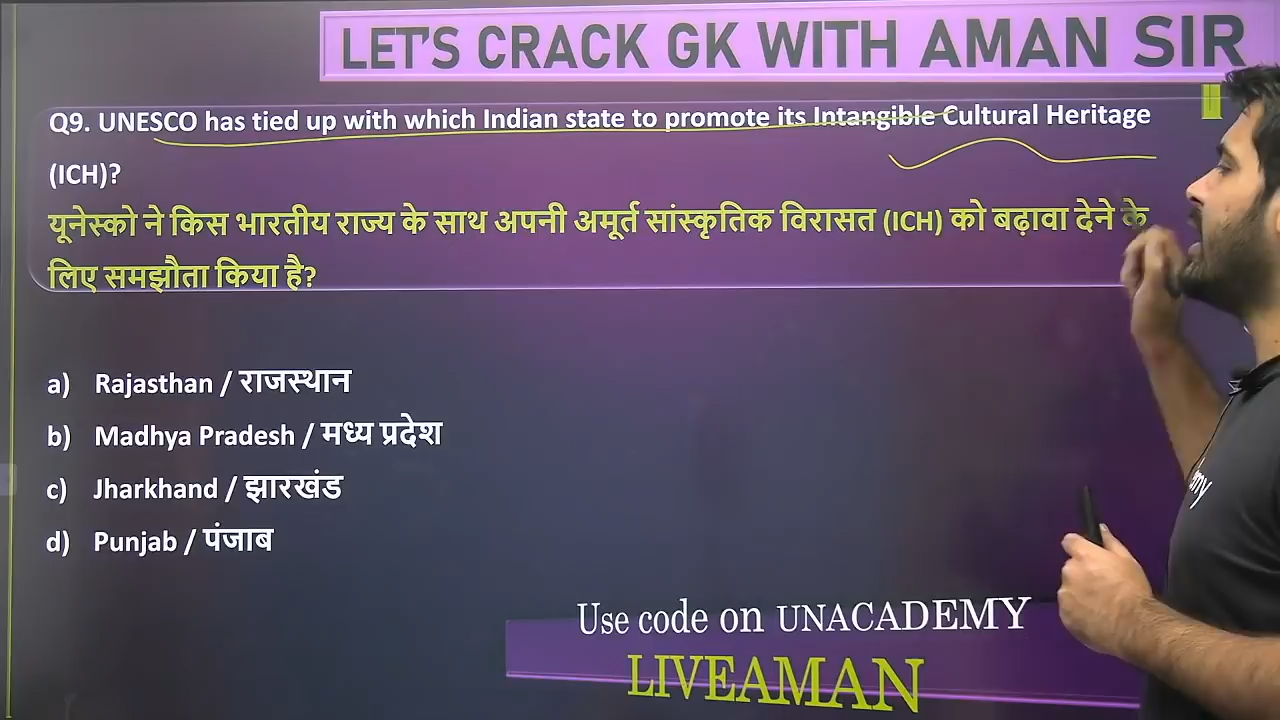 LET'S CRACK GK WITH AMAN SIR
Q9. UNESCO has tied up with which Indian state to promote its Intangible Cultural Heritage
(ICH)?
यूनेस्को ने किस भारतीय राज्य के साथ अपनी अमूर्त सांस्कृतिक विरासत (ICH) को बढ़ावा देने के
लिए समझौता किया है?
a) Rajasthan / राजस्थान
b) Madhya Pradesh / मध्य प्रदेश
c) Jharkhand / झारखंड
d) Punjab / पंजाब
Use code on UNACADEMY
LIVEAMAN